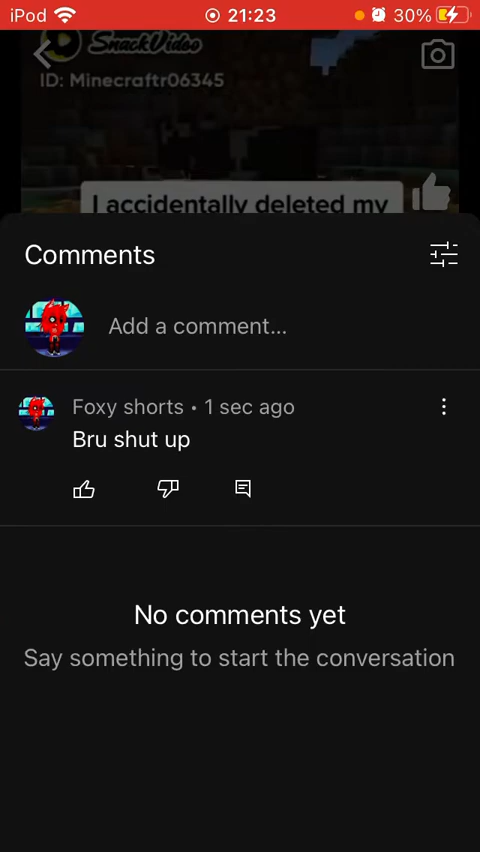 iPod 21:23 30%
SnackVideo
ID: Minecraftr06345
I accidentally deleted my
Comments
Add a comment...
Foxy shorts • 1 sec ago
Bru shut up
No comments yet
Say something to start the conversation